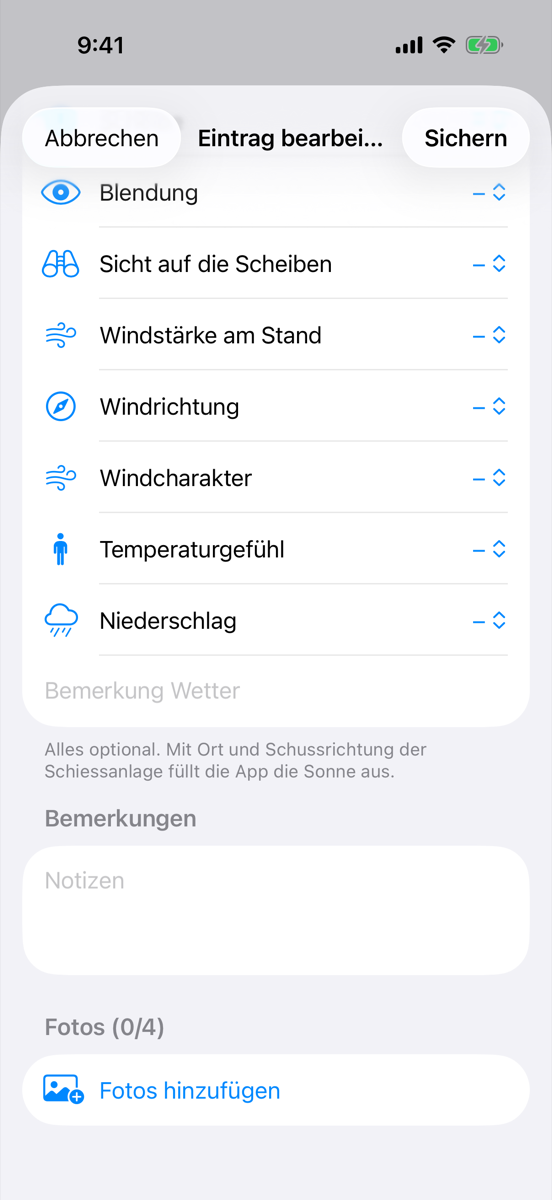 9:41
Abbrechen
Eintrag bearbei...
Sichern
Blendung –
Sicht auf die Scheiben –
Windstärke am Stand –
Windrichtung –
Windcharakter –
Temperaturgefühl –
Niederschlag –
Bemerkung Wetter
Alles optional. Mit Ort und Schussrichtung der
Schiessanlage füllt die App die Sonne aus.
Bemerkungen
Notizen
Fotos (0/4)
Fotos hinzufügen